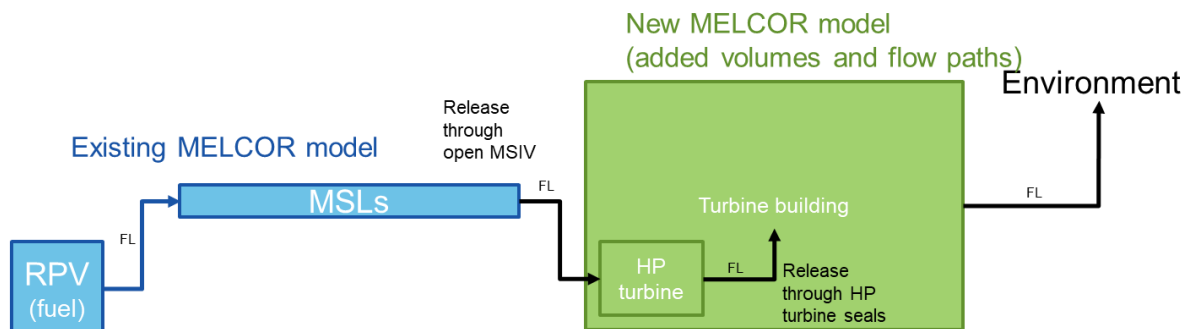 New MELCOR model
(added volumes and flow paths)
Environment
Release
through
open MSIV
Existing MELCOR model
FL
MSLs
FL
Turbine building
FL
RPV
(fuel)
FL
HP
turbine
FL
Release
through HP
turbine seals